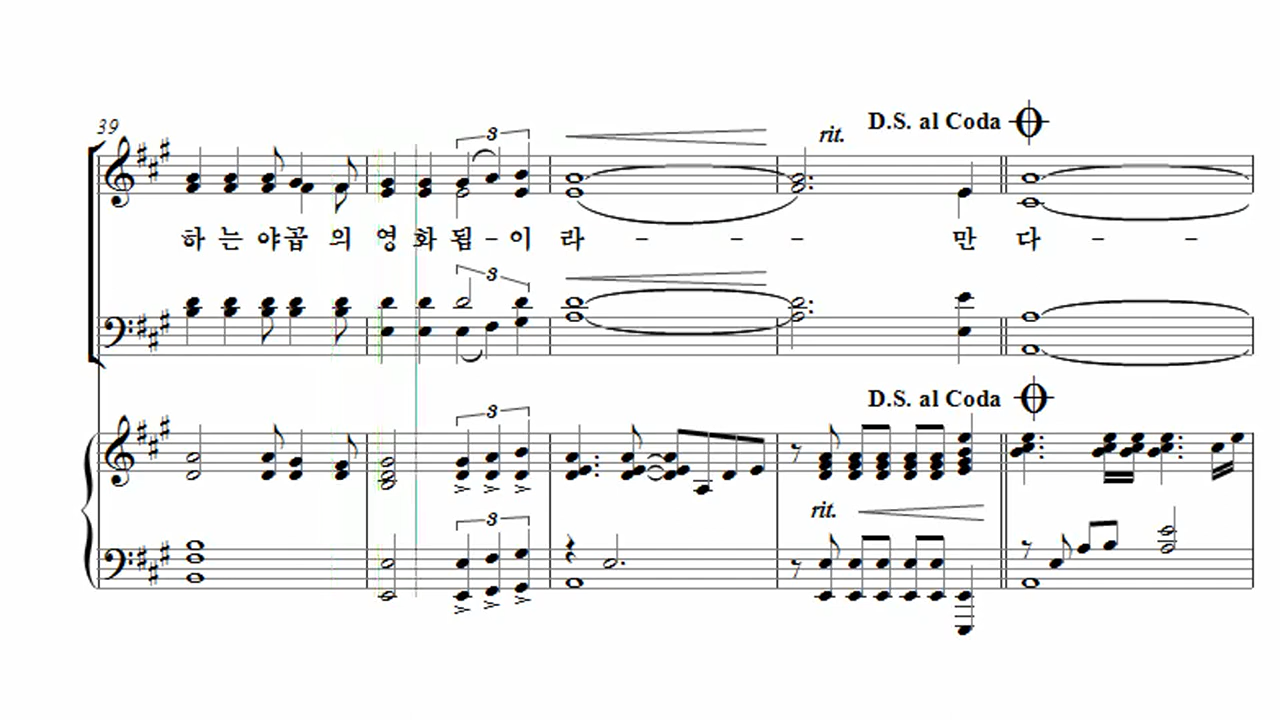 39
3
rit.
D.S. al Coda
하 는 야 곱 의 영 화 됨 - 이 라 - - - 만 다 - -
3
D.S. al Coda
3
rit.
3